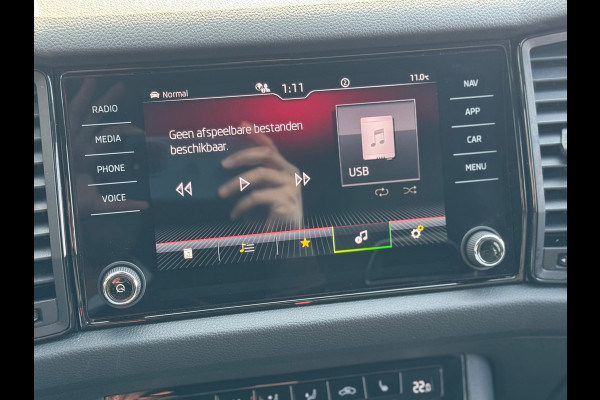 Normal
1:11
2
11.0°c
RADIO
MEDIA
PHONE
VOICE
Geen afspeelbare bestanden
beschikbaar.
USB
NAV
APP
CAR
MENU
22.0